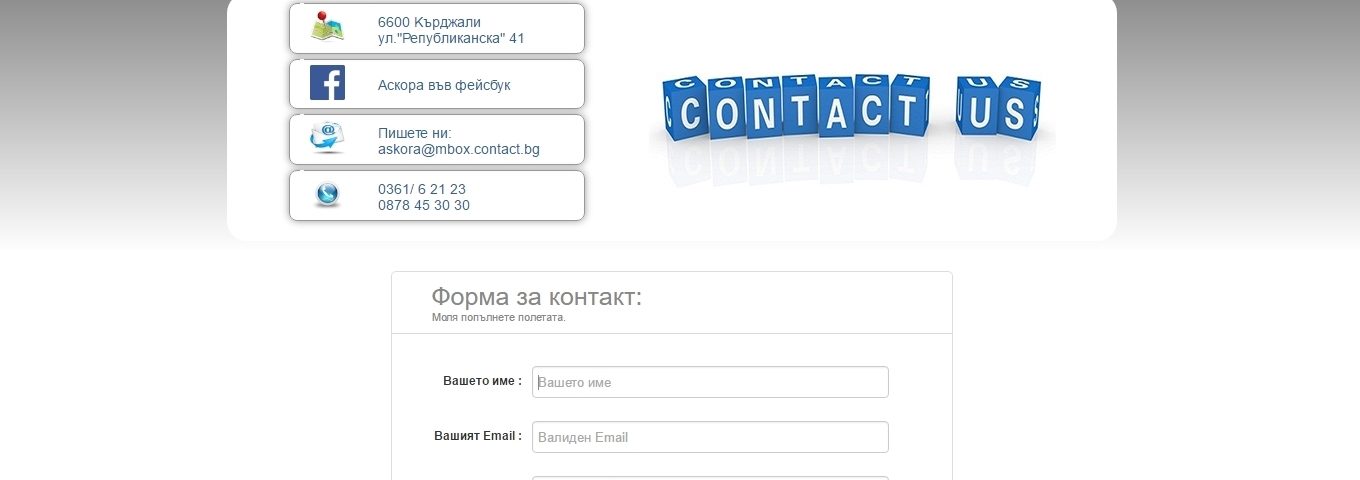 6600 Кърджали
ул."Републиканска" 41
Аскора във фейсбук
Пишете ни:
askora@mbox.contact.bg
0361/ 6 21 23
0878 45 30 30
CONTACT US
Форма за контакт:
Моля попълнете полетата.
Вашето име :
Вашето име
Вашият Email :
Валиден Email